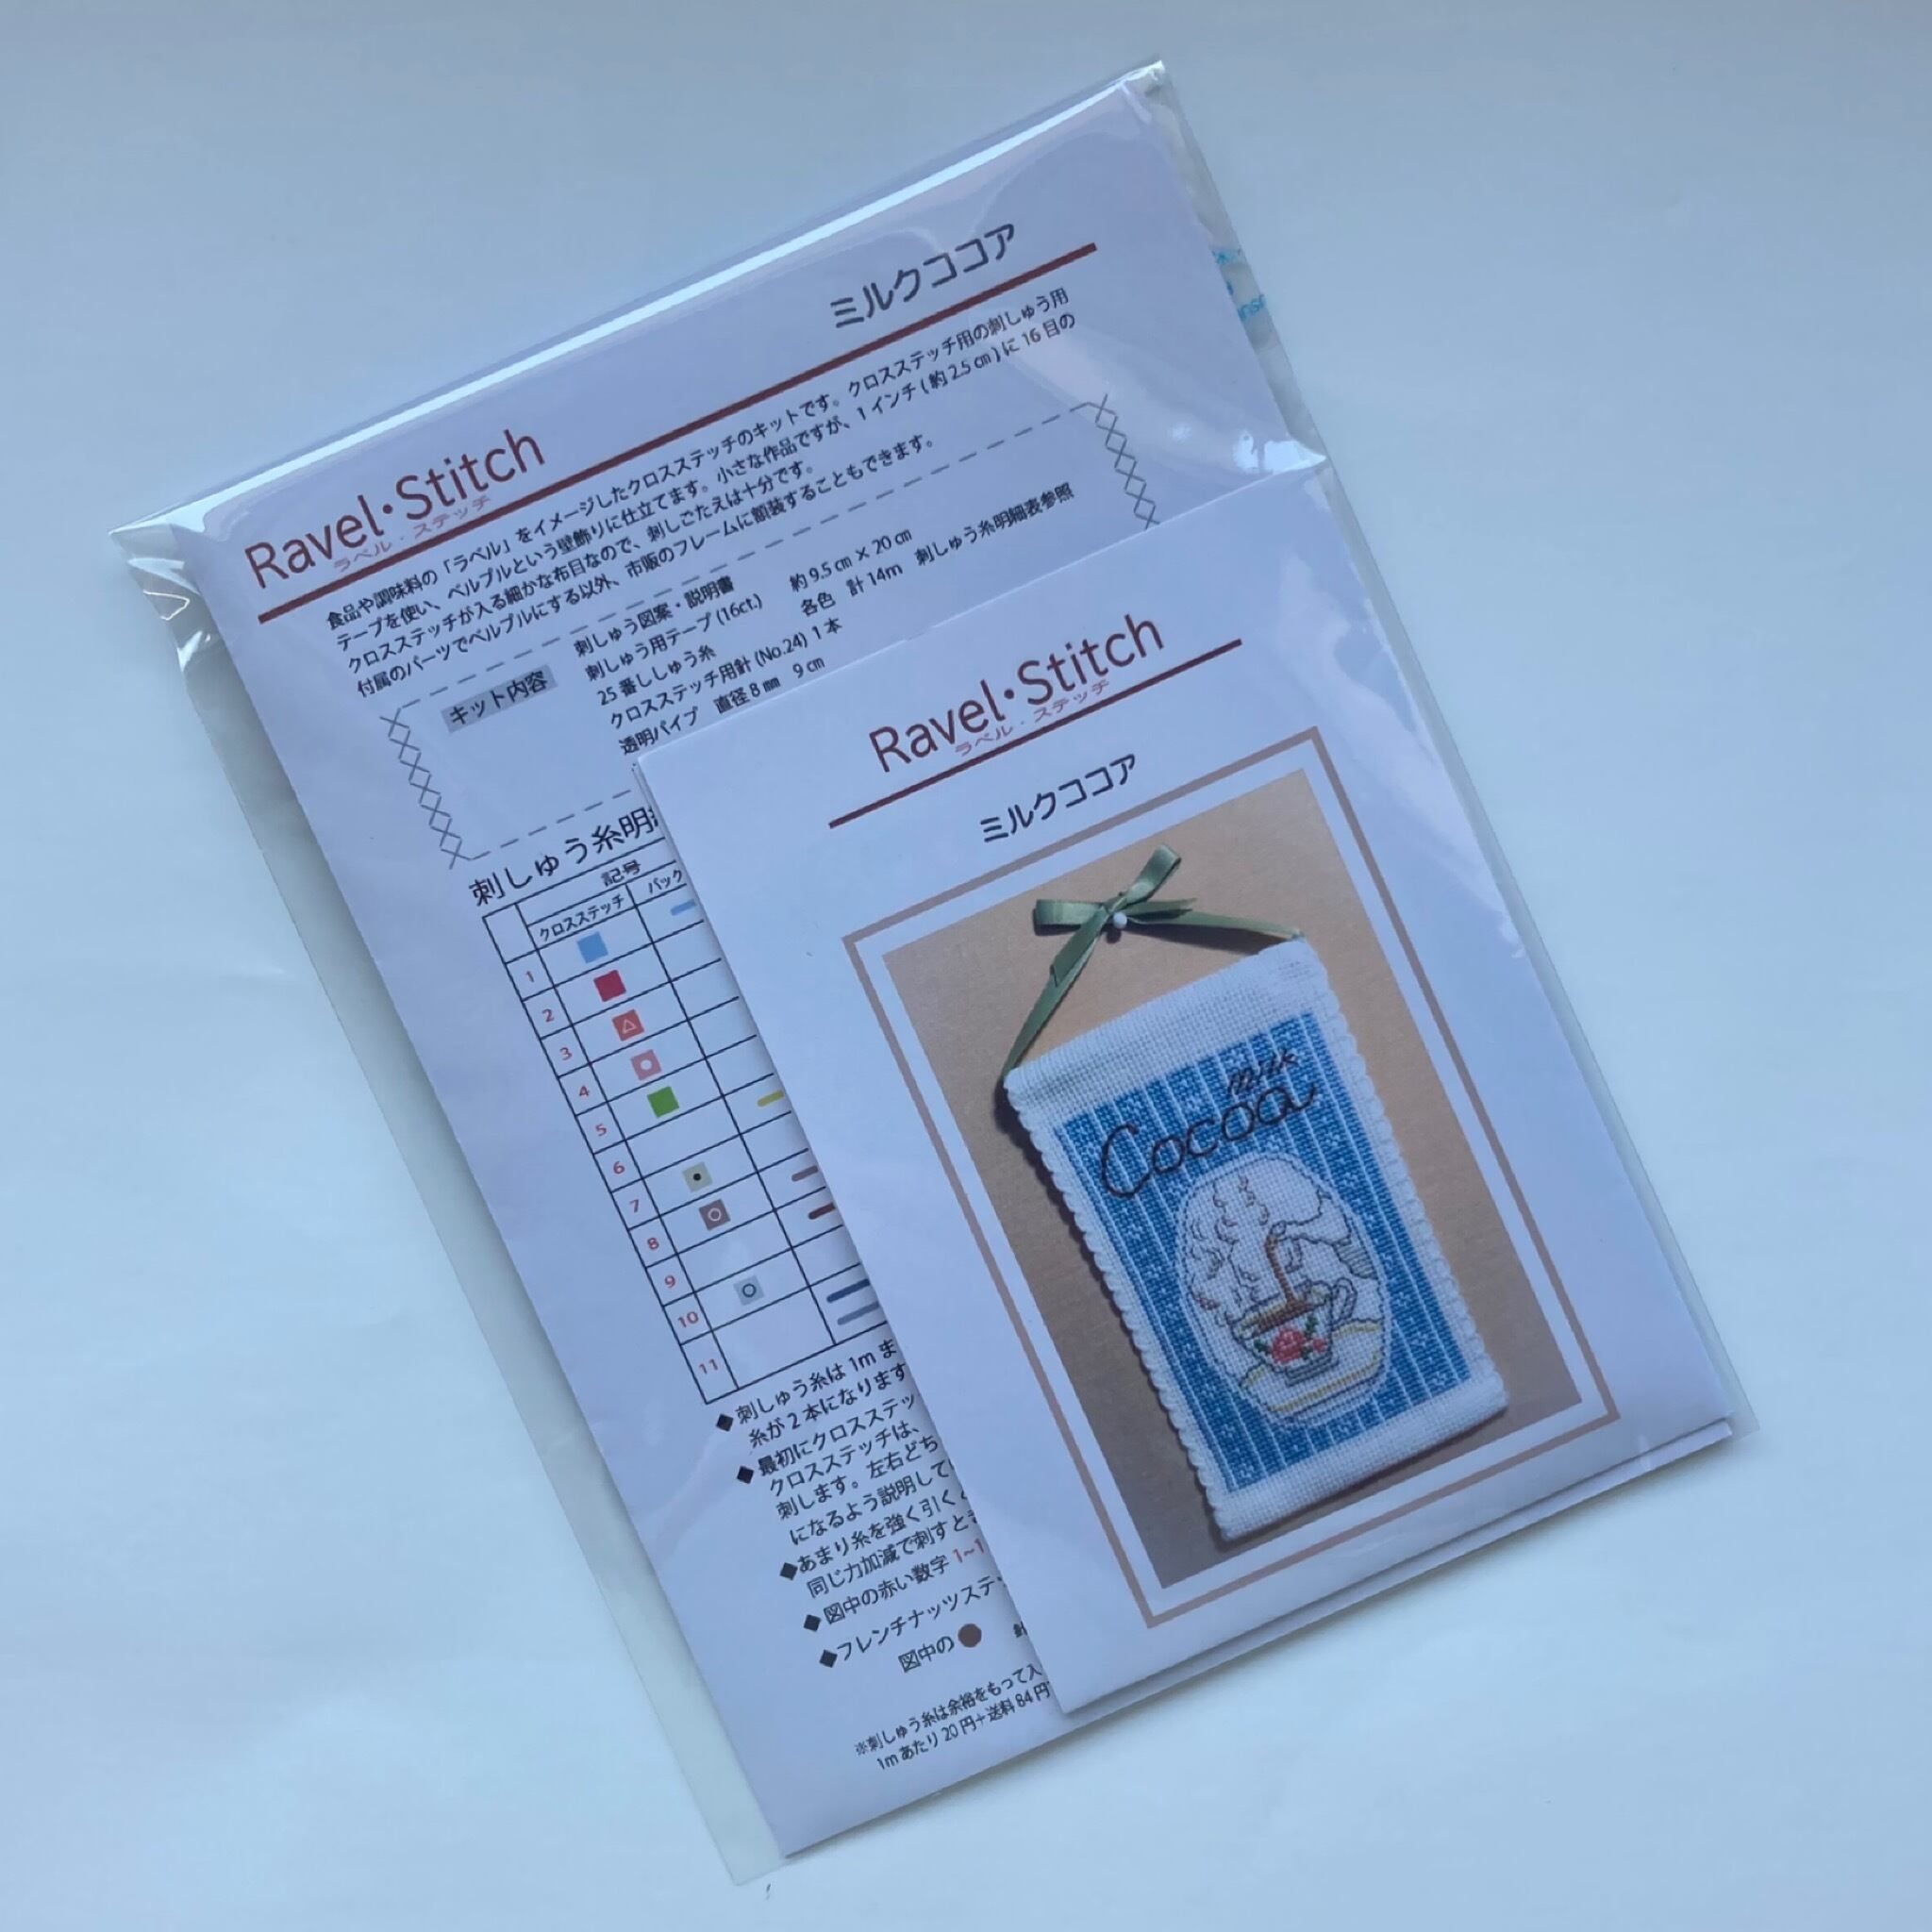 ミルクココア
Ravel・Stitch
ラベル・ステッチ
食品や調味料の「ラベル」をイメージしたクロスステッチのキットです。クロスステッチ用の刺しゅう用
テープを使い、ベルプルという壁飾りに仕立てます。小さな作品ですが、1インチ(約2.5㎝)に16目の
クロスステッチが入る細かな布目なので、刺しごたえは十分です。
付属のパーツでベルプルにする以外、市販のフレームに額装することもできます。
キット内容
刺しゅう図案・説明書
刺しゅう用テープ(16ct.) 約9.5㎝×20㎝
25番ししゅう糸 各色 計14m 刺しゅう糸明細表参照
クロスステッチ用針(No.24) 1本
透明パイプ 直径8㎜ 9㎝
刺しゅう糸明
記号
クロスステッチ バック
1
2
3
4
5
6
7
8
9
10
11
◆刺しゅう糸は1mま
糸が2本になります
◆最初にクロスステッ
クロスステッチは、
刺します。左右どち
になるよう説明して
◆あまり糸を強く引く
同じ力加減で刺すと
◆図中の赤い数字1~1
◆フレンチナッツステ
図中の
※刺しゅう糸は余裕をもって入
1mあたり20円+送料84円
Ravel・Stitch
ラベル・ステッチ
ミルクココア
milk
Cocoa